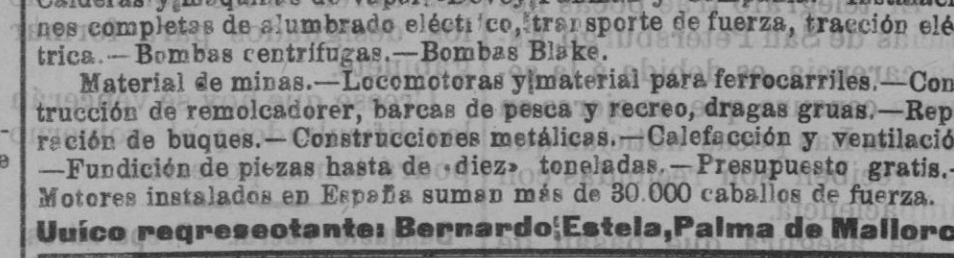 nes completas de alumbrado eléctrico, transporte de fuerza, tracción elé
trica.—Bombas centrífugas.—Bombas Blake.
Material de minas.—Locomotoras y material para ferrocarriles.—Con
trucción de remolcadorer, barcas de pesca y recreo, dragas gruas.—Rep
ración de buques.—Construcciones metálicas.—Calefacción y ventilació
—Fundición de piezas hasta de «diez» toneladas.—Presupuesto gratis.-
Motores instalados en España suman más de 30.000 caballos de fuerza.
Uuíco reqreseotante: Bernardo Estela, Palma de Mallorc